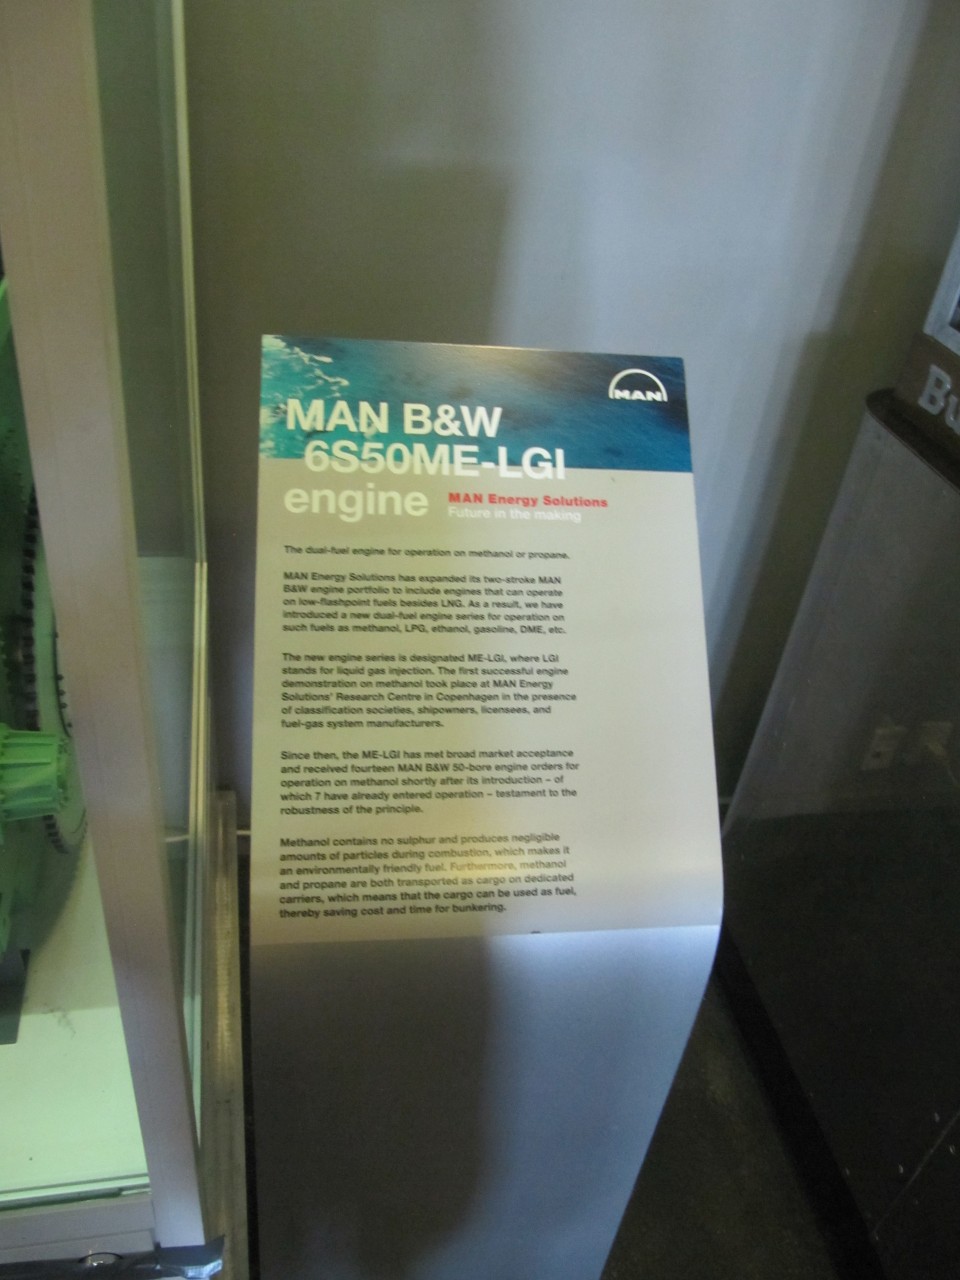 MAN
MAN B&W
6S50ME-LGI
engine
MAN Energy Solutions
Future in the making
The dual-fuel engine for operation on methanol or propane.
MAN Energy Solutions has expanded its two-stroke MAN
B&W engine portfolio to include engines that can operate
on low-flashpoint fuels besides LNG. As a result, we have
introduced a new dual-fuel engine series for operation on
such fuels as methanol, LPG, ethanol, gasoline, DME, etc.
The new engine series is designated ME-LGI, where LGI
stands for liquid gas injection. The first successful engine
demonstration on methanol took place at MAN Energy
Solutions' Research Centre in Copenhagen in the presence
of classification societies, shipowners, licensees, and
fuel-gas system manufacturers.
Since then, the ME-LGI has met broad market acceptance
and received fourteen MAN B&W 50-bore engine orders for
operation on methanol shortly after its introduction – of
which 7 have already entered operation – testament to the
robustness of the principle.
Methanol contains no sulphur and produces negligible
amounts of particles during combustion, which makes it
an environmentally friendly fuel. Furthermore, methanol
and propane are both transported as cargo on dedicated
carriers, which means that the cargo can be used as fuel,
thereby saving cost and time for bunkering.